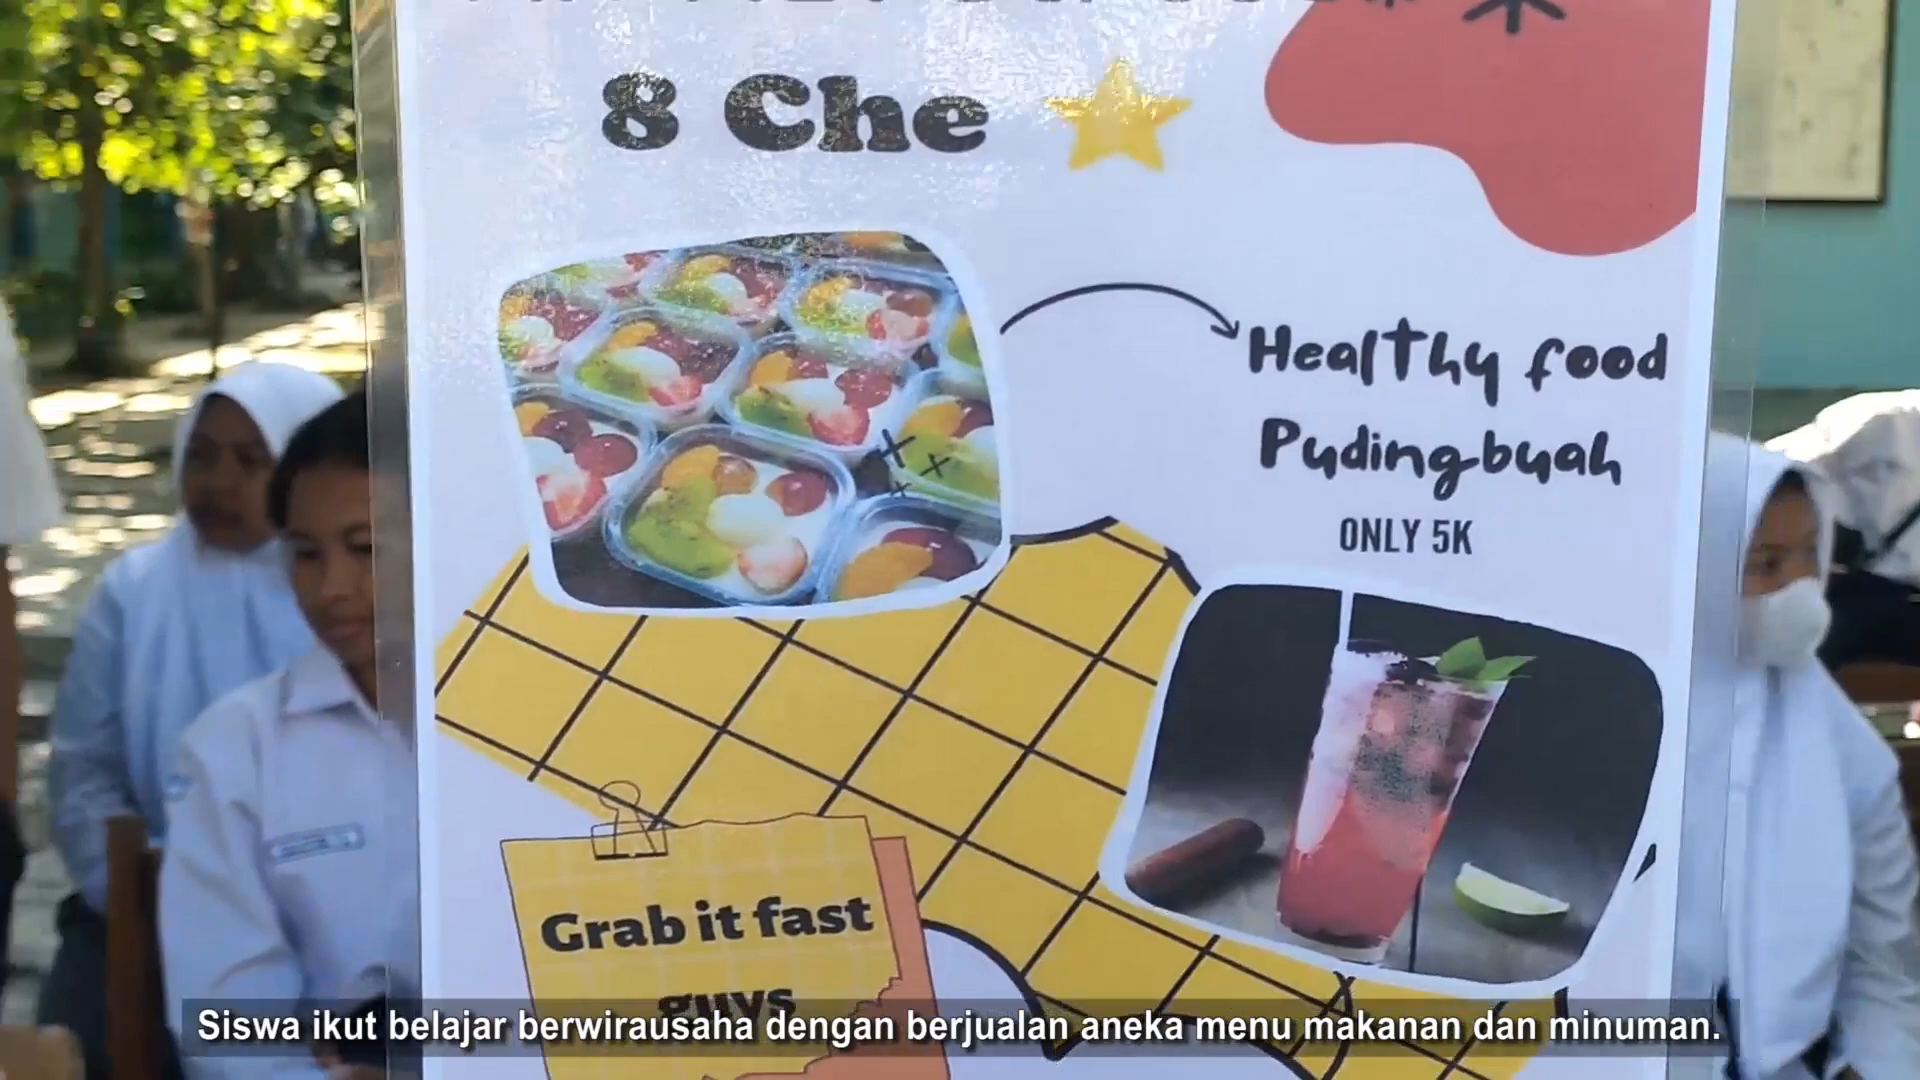 8 Che
Healthy food
Pudingbuah
ONLY 5K
Grab it fast
guys
Siswa ikut belajar berwirausaha dengan berjualan aneka menu makanan dan minuman.